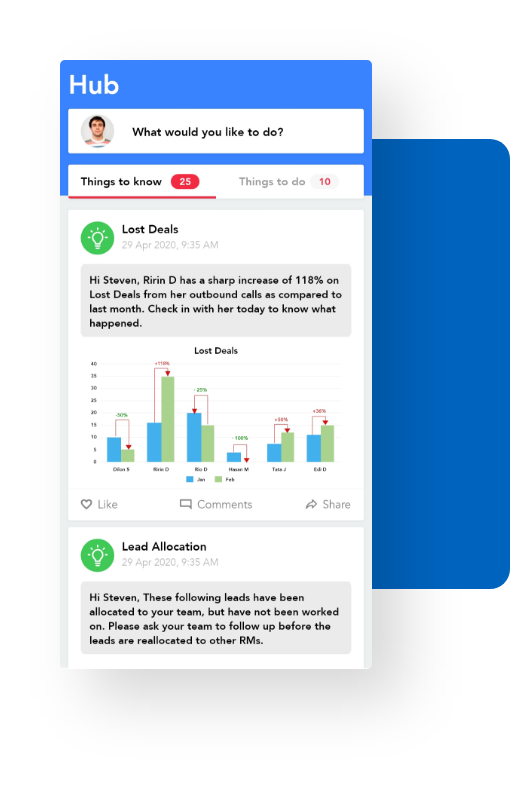 Hub
What would you like to do?
Things to know 25 Things to do 10
Lost Deals
29 Apr 2020, 9:35 AM
Hi Steven, Ririn D has a sharp increase of 118% on
Lost Deals from her outbound calls as compared to
last month. Check in with her today to know what
happened.
Lost Deals
40
35
30
25
20
15
10
5
0
-50%
+118%
-25%
-100%
+50%
+36%
Dilan S Ririn D Rio D Hasan M Tuta J Edi D
Jan Feb
Like Comments Share
Lead Allocation
29 Apr 2020, 9:35 AM
Hi Steven, These following leads have been
allocated to your team, but have not been worked
on. Please ask your team to follow up before the
leads are reallocated to other RMs.